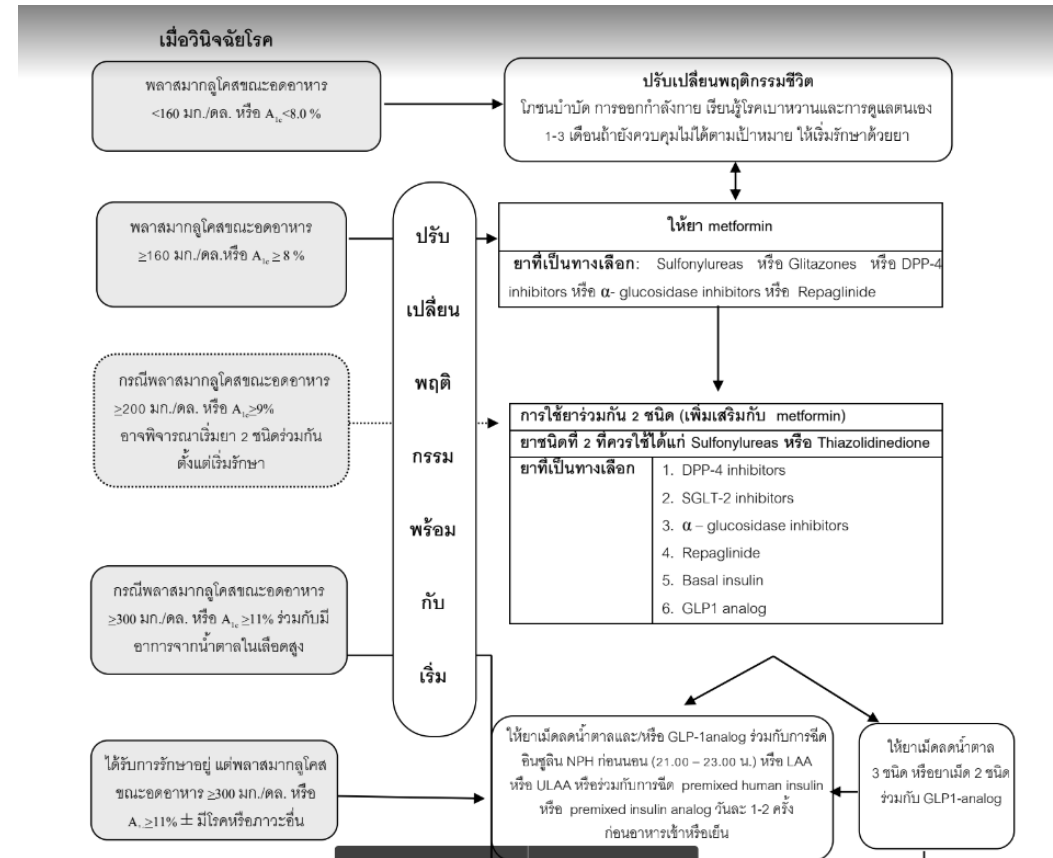 เมื่อวินิจฉัยโรค
พลาสมากลูโคสขณะอดอาหาร
<160 มก./ดล. หรือ A1c <8.0 %
ปรับเปลี่ยนพฤติกรรมชีวิต
โภชนบำบัด การออกกำลังกาย เรียนรู้โรคเบาหวานและการดูแลตนเอง
1-3 เดือนถ้ายังควบคุมไม่ได้ตามเป้าหมาย ให้เริ่มรักษาด้วยยา
พลาสมากลูโคสขณะอดอาหาร
≥160 มก./ดล.หรือ A1c ≥ 8 %
ปรับ
เปลี่ยน
พฤติ
กรรม
พร้อม
กับ
เริ่ม
ให้ยา metformin
ยาที่เป็นทางเลือก: Sulfonylureas หรือ Glitazones หรือ DPP-4
inhibitors หรือ α- glucosidase inhibitors หรือ Repaglinide
กรณีพลาสมากลูโคสขณะอดอาหาร
≥200 มก./ดล. หรือ A1c≥9%
อาจพิจารณาเริ่มยา 2 ชนิดร่วมกัน
ตั้งแต่เริ่มรักษา
การใช้ยาร่วมกัน 2 ชนิด (เพิ่มเสริมกับ metformin)
ยาชนิดที่ 2 ที่ควรใช้ได้แก่ Sulfonylureas หรือ Thiazolidinedione
ยาที่เป็นทางเลือก
1. DPP-4 inhibitors
2. SGLT-2 inhibitors
3. α – glucosidase inhibitors
4. Repaglinide
5. Basal insulin
6. GLP1 analog
กรณีพลาสมากลูโคสขณะอดอาหาร
≥300 มก./ดล. หรือ A1c ≥11% ร่วมกับมี
อาการจากน้ำตาลในเลือดสูง
ได้รับการรักษาอยู่ แต่พลาสมากลูโคส
ขณะอดอาหาร ≥300 มก./ดล. หรือ
A1c ≥11% ± มีโรคหรือภาวะอื่น
ให้ยาเม็ดลดน้ำตาลและ/หรือ GLP-1analog ร่วมกับการฉีด
อินซูลิน NPH ก่อนนอน (21.00 – 23.00 น.) หรือ LAA
หรือ ULAA หรือร่วมกับการฉีด premixed human insulin
หรือ premixed insulin analog วันละ 1-2 ครั้ง
ก่อนอาหารเช้าหรือเย็น
ให้ยาเม็ดลดน้ำตาล
3 ชนิด หรือยาเม็ด 2 ชนิด
ร่วมกับ GLP1-analog